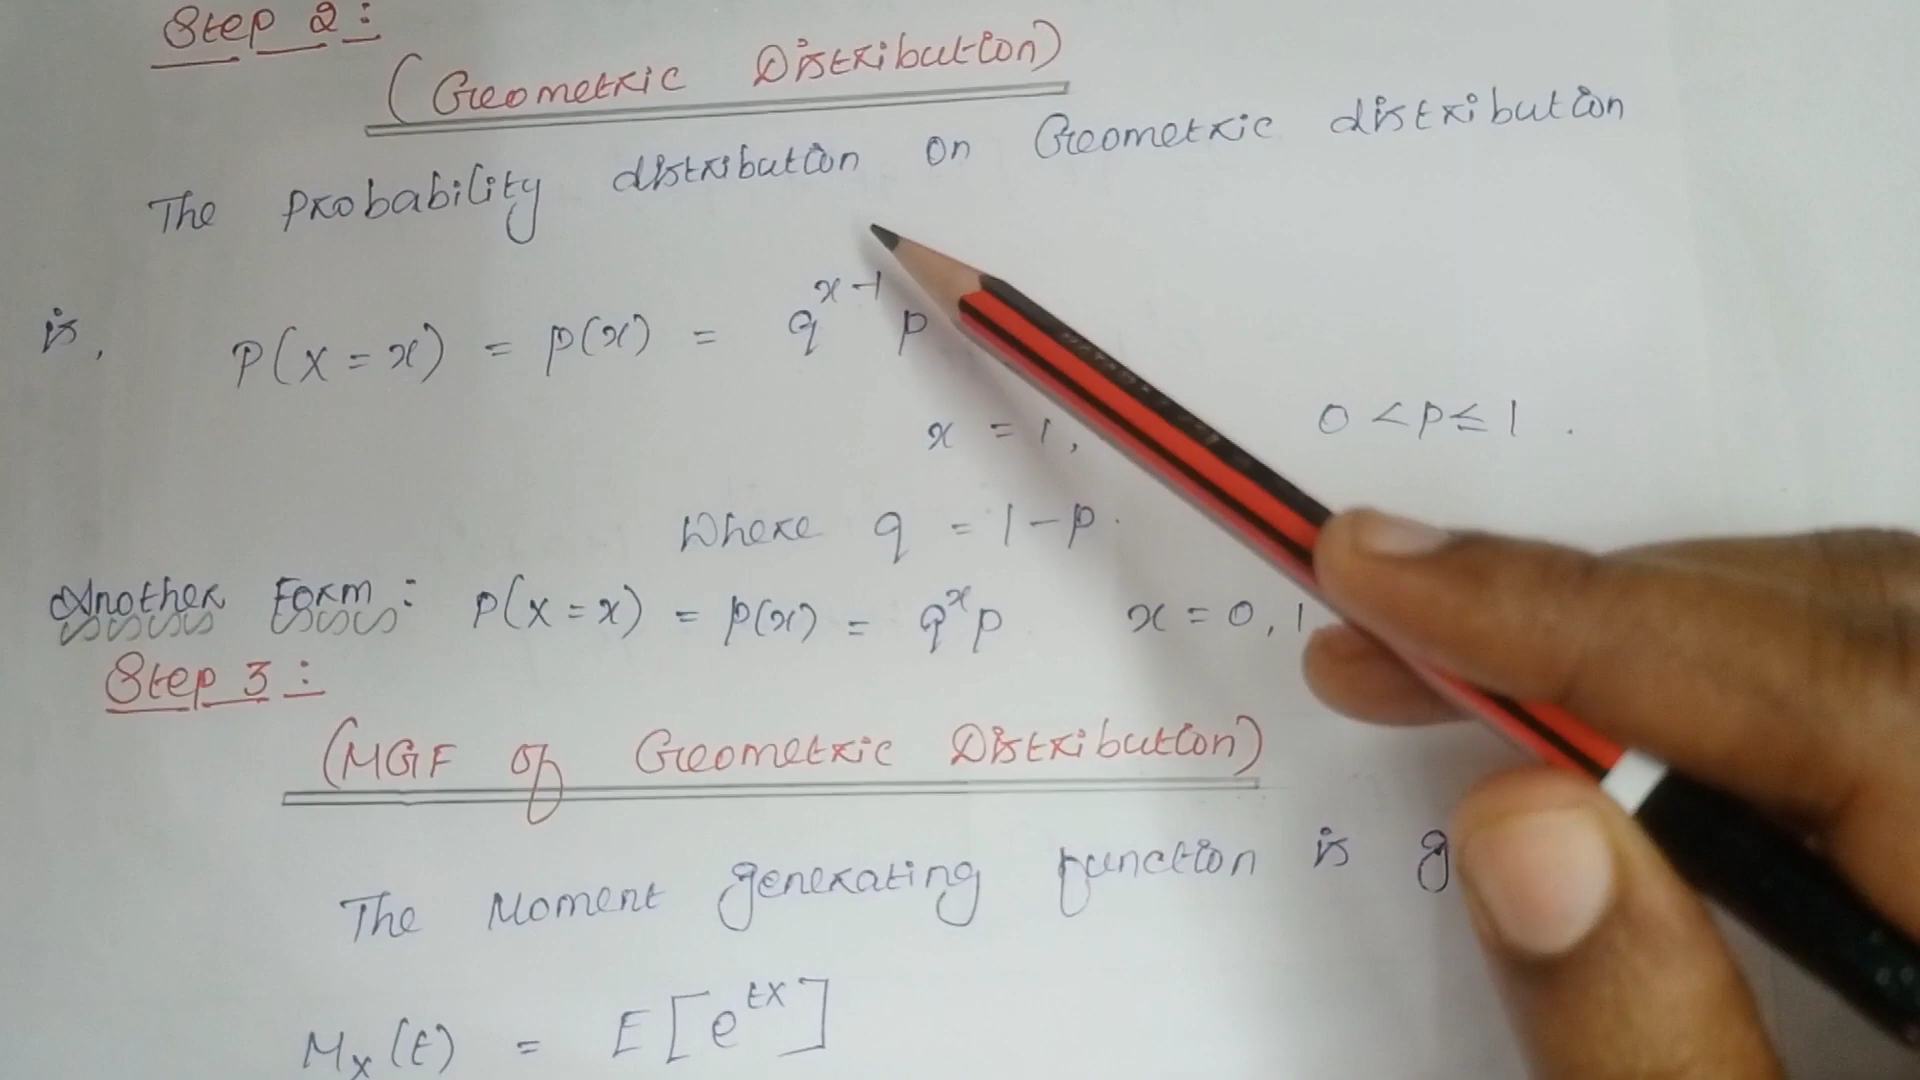 Step 2:
(Geometric Distribution)
The probability distribution on Geometric distribution
is, P(X = x) = p(x) = q^{x-1} p
x = 1, 0 < p ≤ 1.
Where q = 1 - p.
Another Form: P(X = x) = p(x) = q^x p x = 0, 1
Step 3:
(MGF of Geometric Distribution)
The Moment generating function is
M_X(t) = E[e^{tX}]